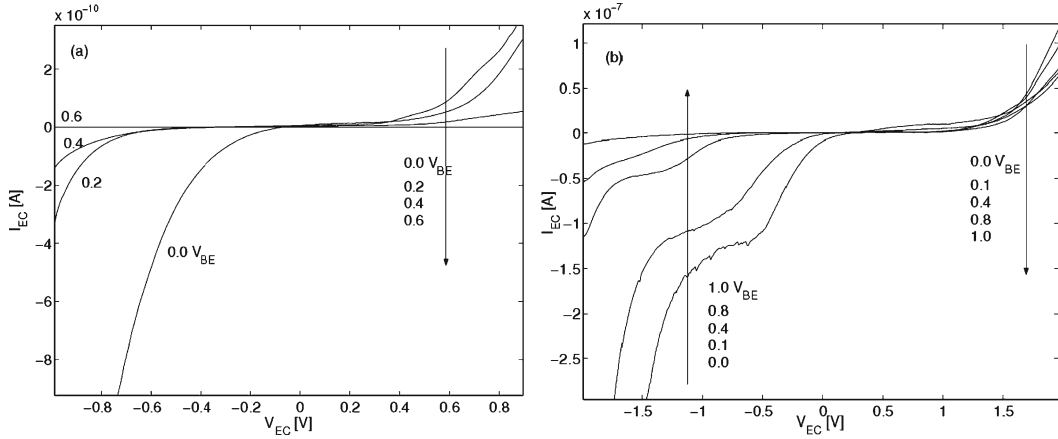 x 10⁻¹⁰
(a)
2
0
−2
−4
−6
−8
I_EC [A]
0.6
0.4
0.2
0.0 V_BE
0.0 V_BE
0.2
0.4
0.6
−0.8 −0.6 −0.4 −0.2 0 0.2 0.4 0.6 0.8
V_EC [V]
x 10⁻⁷
(b)
1
0.5
0
−0.5
−1
−1.5
−2
−2.5
I_EC [A]
1.0 V_BE
0.8
0.4
0.1
0.0
0.0 V_BE
0.1
0.4
0.8
1.0
−1.5 −1 −0.5 0 0.5 1 1.5
V_EC [V]